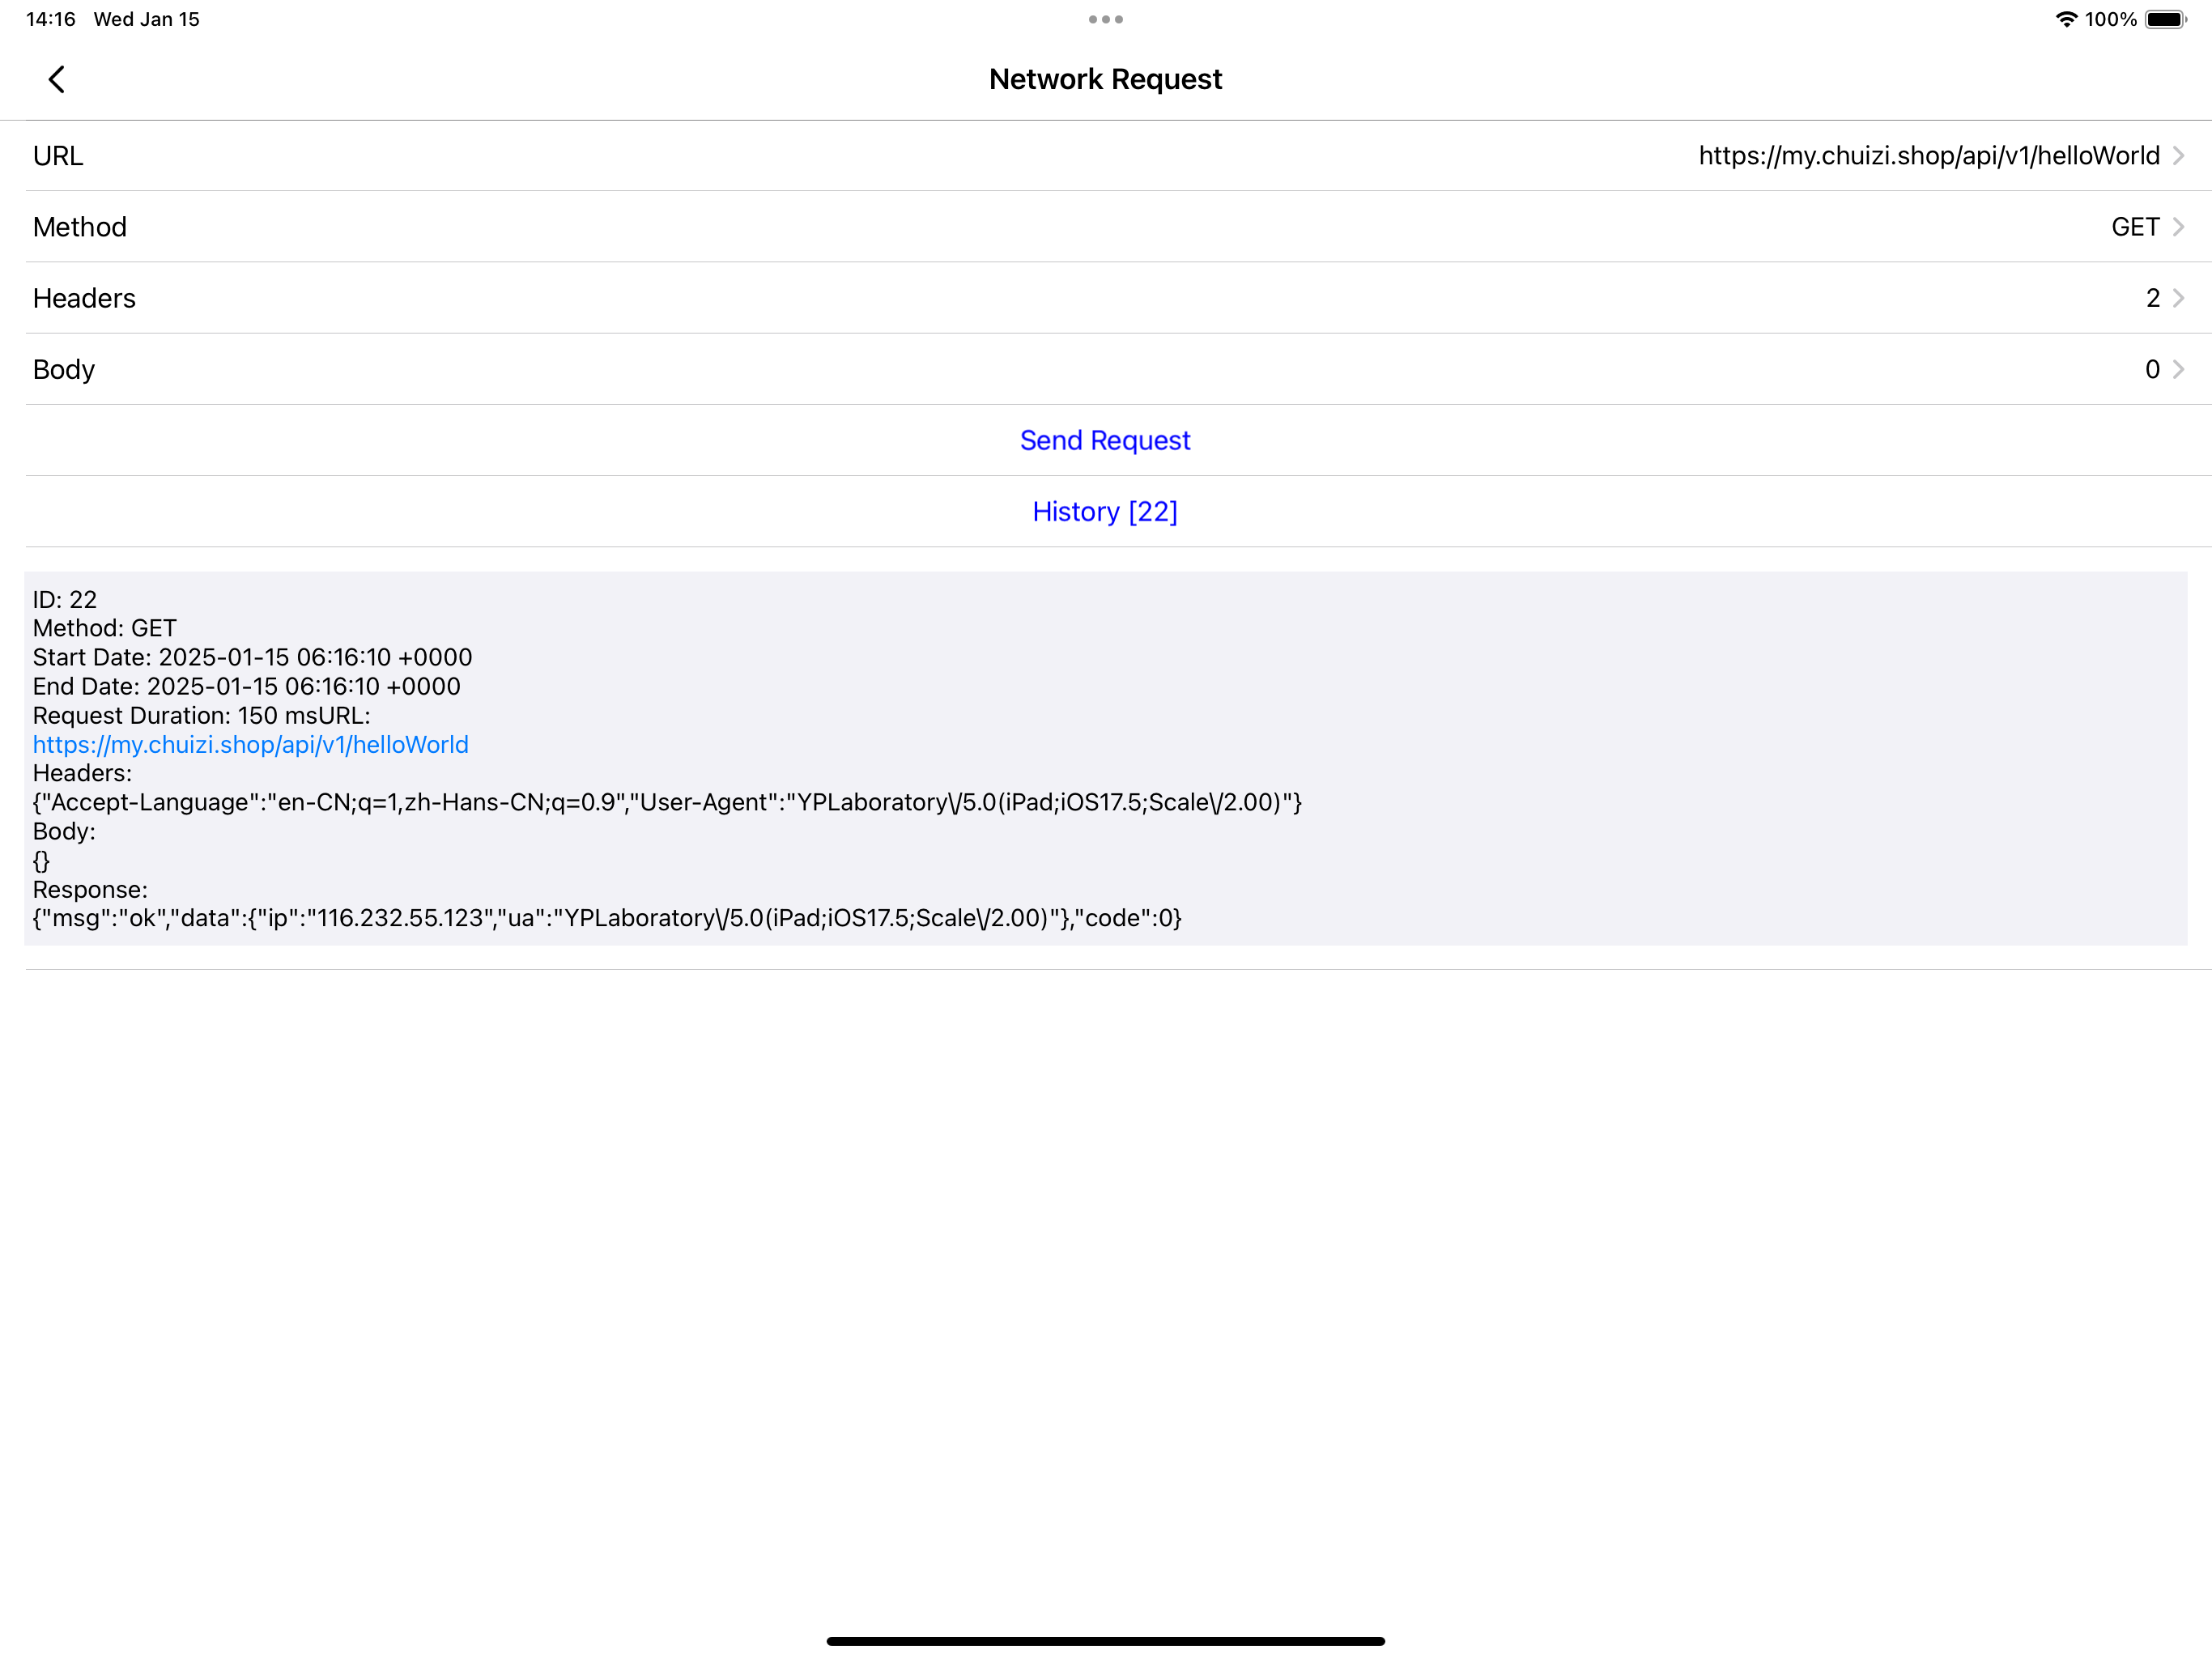 14:16 Wed Jan 15
100%
Network Request
URL https://my.chuizi.shop/api/v1/helloWorld
Method GET
Headers 2
Body 0
Send Request
History [22]
ID: 22
Method: GET
Start Date: 2025-01-15 06:16:10 +0000
End Date: 2025-01-15 06:16:10 +0000
Request Duration: 150 msURL:
https://my.chuizi.shop/api/v1/helloWorld
Headers:
{"Accept-Language":"en-CN;q=1,zh-Hans-CN;q=0.9","User-Agent":"YPLaboratory\/5.0(iPad;iOS17.5;Scale\/2.00)"}
Body:
{}
Response:
{"msg":"ok","data":{"ip":"116.232.55.123","ua":"YPLaboratory\/5.0(iPad;iOS17.5;Scale\/2.00)"},"code":0}